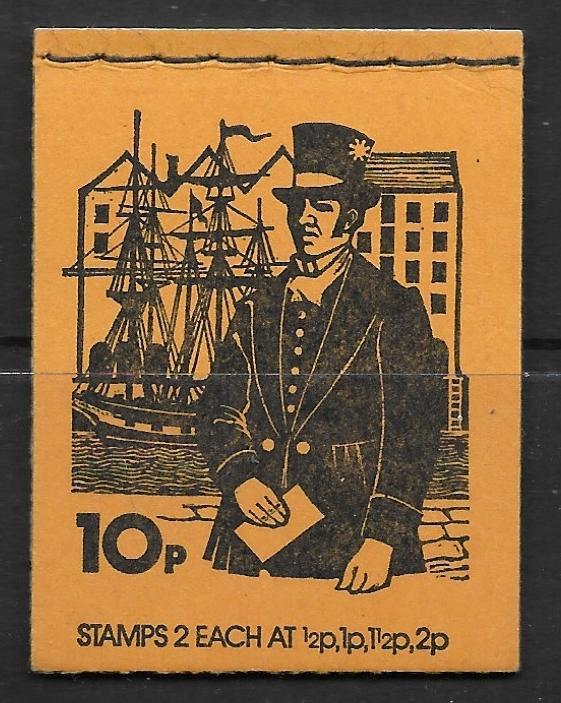 10p
STAMPS 2 EACH AT ½p,1p,1½p,2p